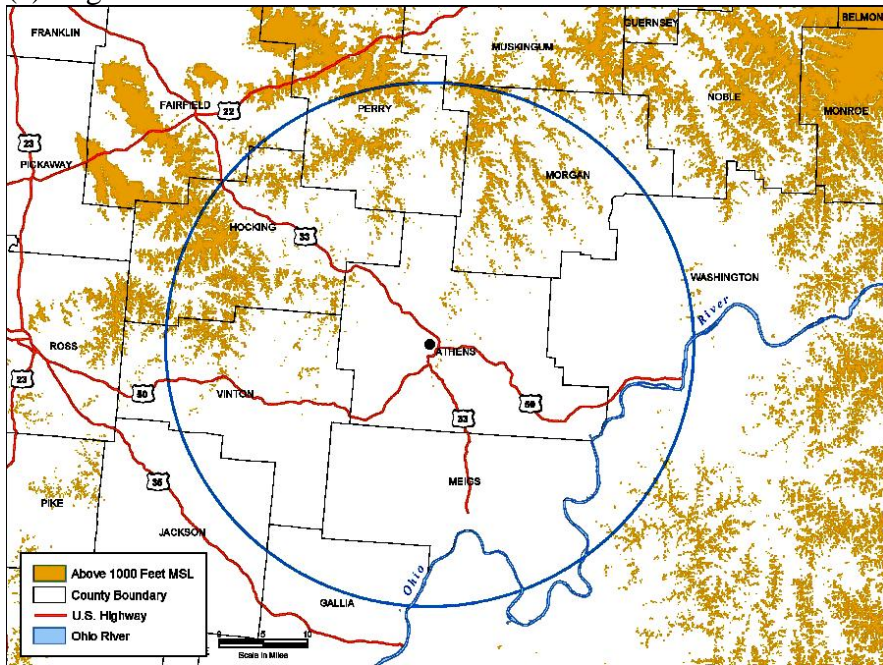 FRANKLIN
GUERNSEY
BELMON
MUSKINGUM
FAIRFIELD
22
PERRY
NOBLE
MONROE
23
PICKAWAY
MORGAN
HOCKING
33
WASHINGTON
River
ROSS
ATHENS
23
50
VINTON
33
50
MEIGS
35
PIKE
JACKSON
Ohio
GALLIA
Above 1000 Feet MSL
County Boundary
U.S. Highway
Ohio River
0 5 10
Scale in Miles